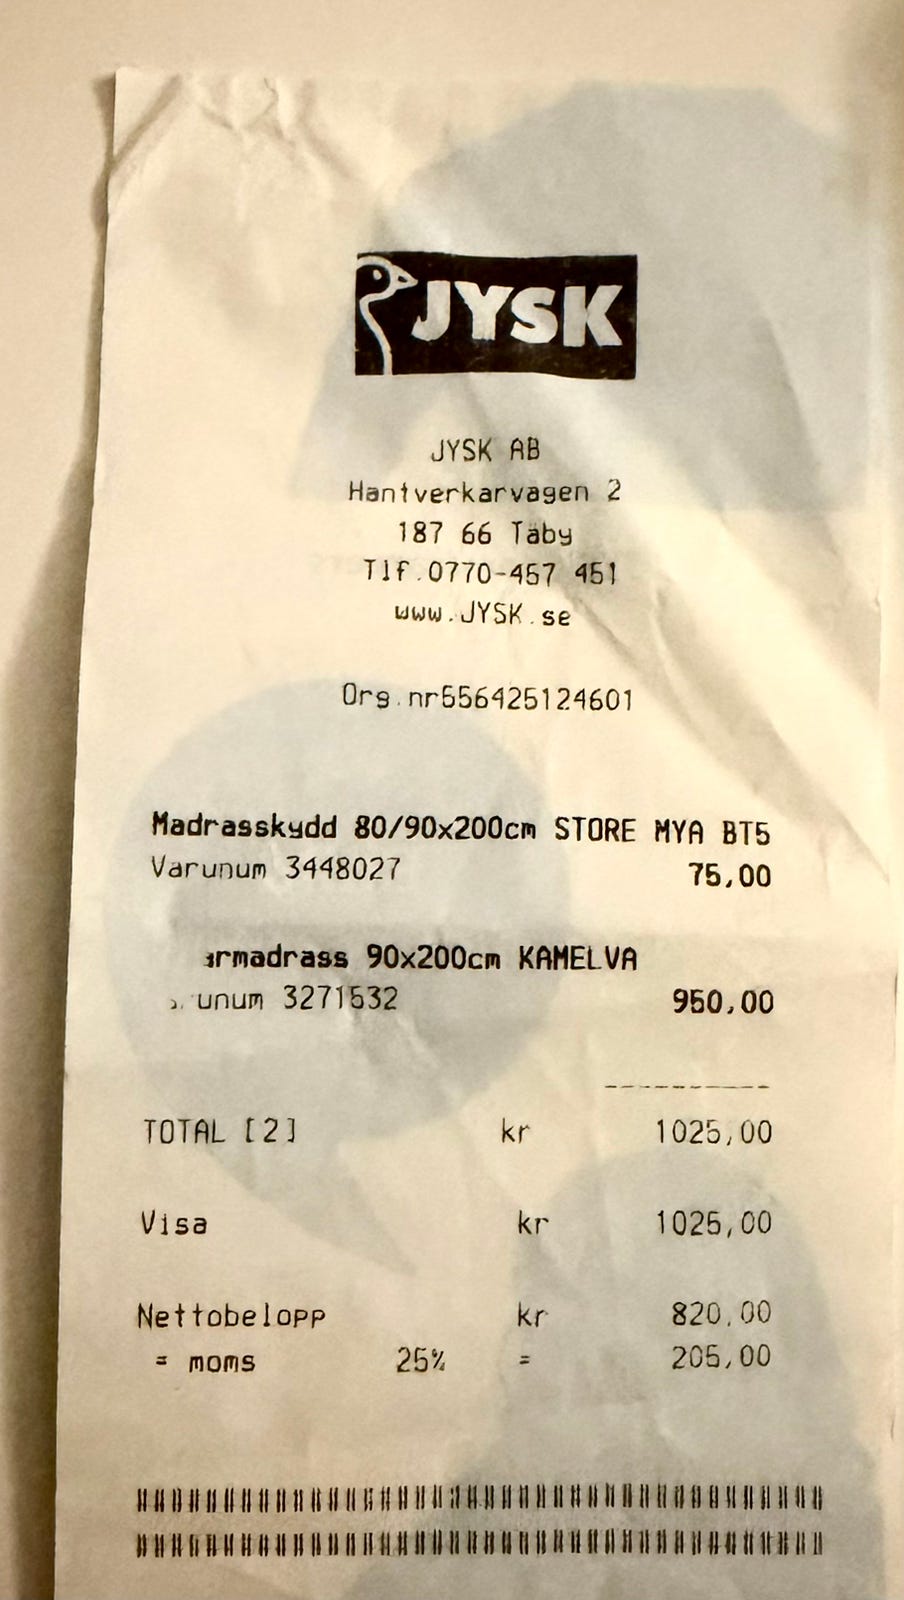 JYSK
JYSK AB
Hantverkarvagen 2
187 66 Täby
Tlf.0770-457 451
www.JYSK.se
Org.nr556425124601
Madrasskydd 80/90x200cm STORE MYA BT5
Varunum 3448027 75,00
90x200cm KAMELVA
3271532 950,00
TOTAL [2] kr 1025,00
Visa kr 1025,00
Nettobelopp kr 820,00
= moms 25% = 205,00